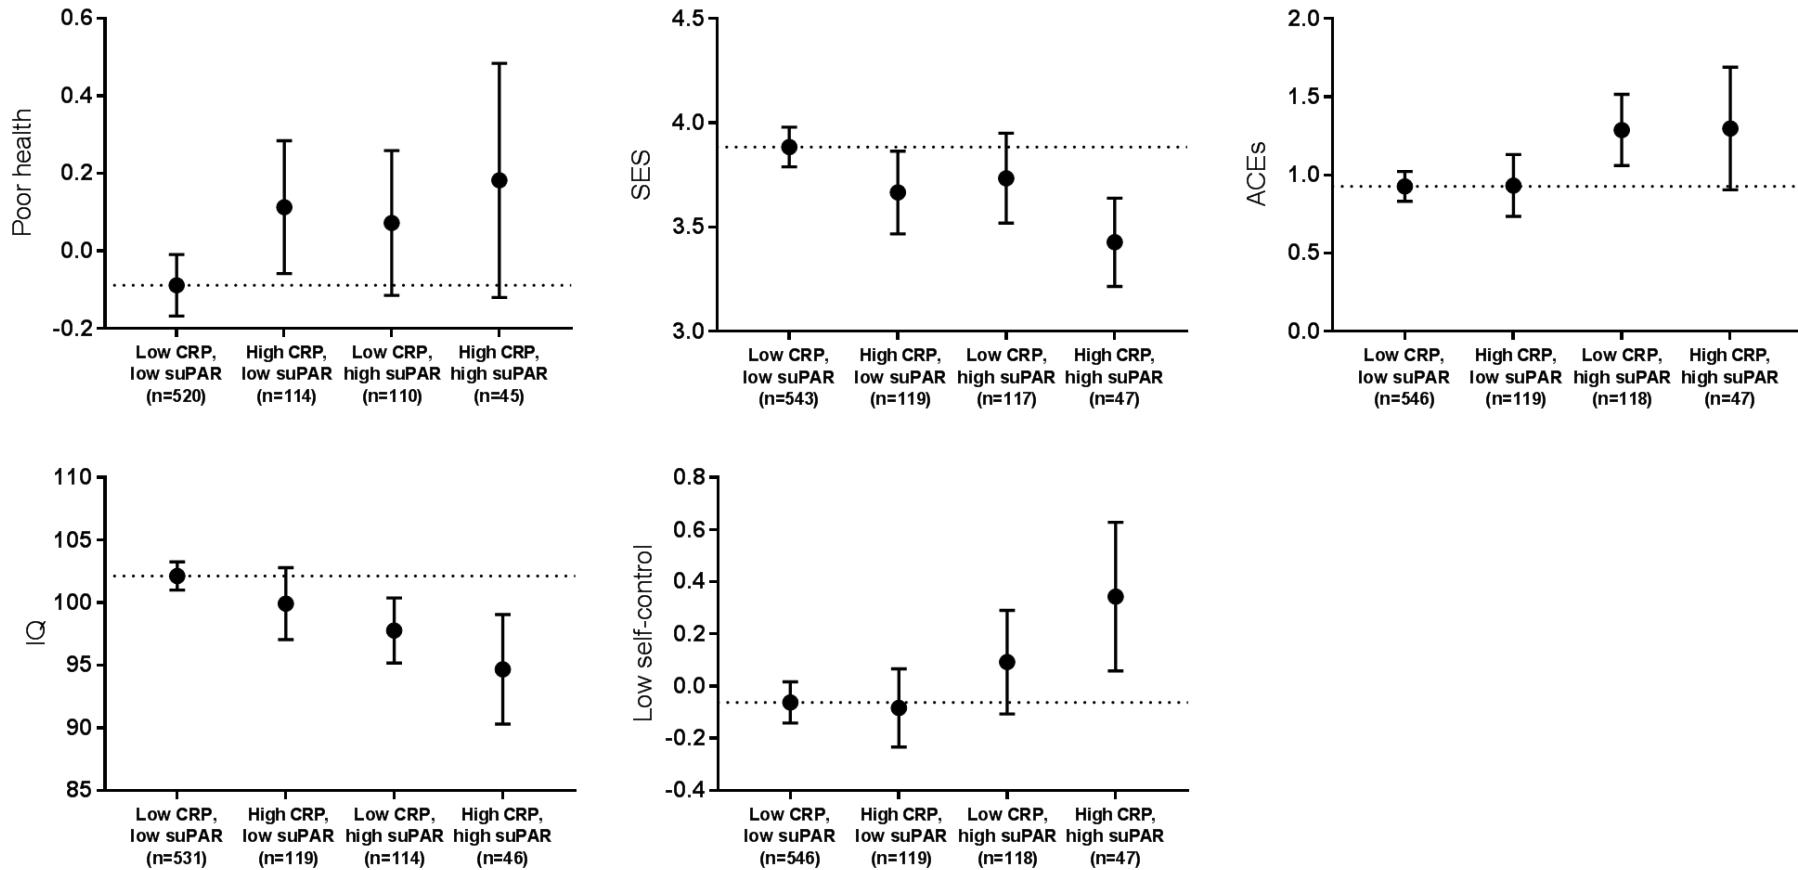 Poor health
0.6
0.4
0.2
0.0
-0.2
Low CRP, High CRP, Low CRP, High CRP,
low suPAR low suPAR high suPAR high suPAR
(n=520) (n=114) (n=110) (n=45)
SES
4.5
4.0
3.5
3.0
Low CRP, High CRP, Low CRP, High CRP,
low suPAR low suPAR high suPAR high suPAR
(n=543) (n=119) (n=117) (n=47)
ACEs
2.0
1.5
1.0
0.5
0.0
Low CRP, High CRP, Low CRP, High CRP,
low suPAR low suPAR high suPAR high suPAR
(n=546) (n=119) (n=118) (n=47)
IQ
110
105
100
95
90
85
Low CRP, High CRP, Low CRP, High CRP,
low suPAR low suPAR high suPAR high suPAR
(n=531) (n=119) (n=114) (n=46)
Low self-control
0.8
0.6
0.4
0.2
0.0
-0.2
-0.4
Low CRP, High CRP, Low CRP, High CRP,
low suPAR low suPAR high suPAR high suPAR
(n=546) (n=119) (n=118) (n=47)